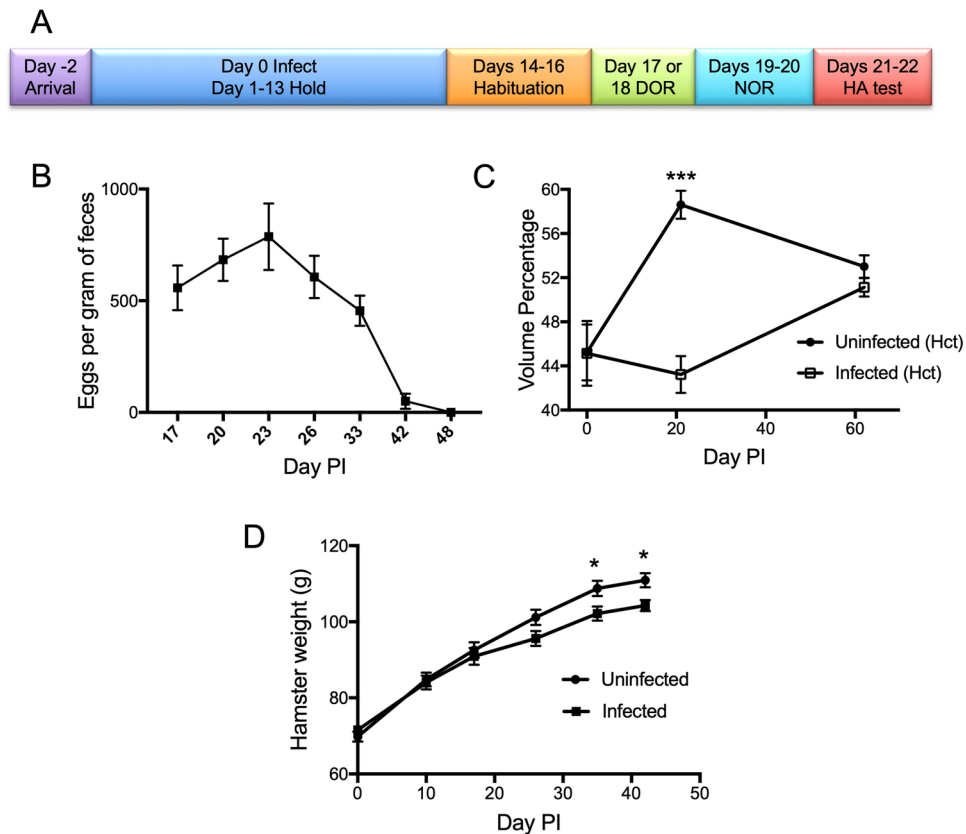 A
Day -2
Arrival
Day 0 Infect
Day 1-13 Hold
Days 14-16
Habituation
Day 17 or
18 DOR
Days 19-20
NOR
Days 21-22
HA test
B
Eggs per gram of feces
1000
500
0
17 20 23 26 33 42 48
Day PI
C
Volume Percentage
60
56
52
48
44
40
***
Uninfected (Hct)
Infected (Hct)
0 20 40 60
Day PI
D
Hamster weight (g)
120
100
80
60
* *
Uninfected
Infected
0 10 20 30 40 50
Day PI